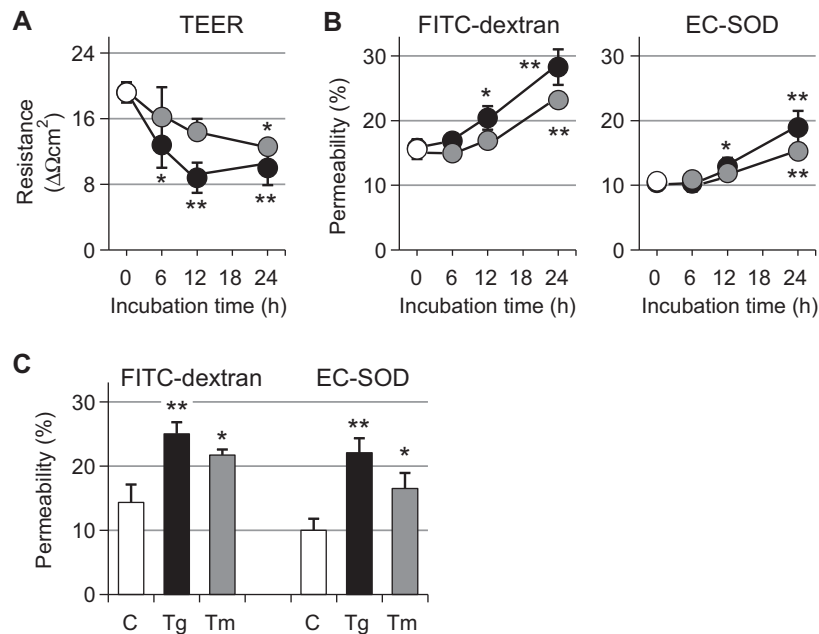 A
TEER
24
16
8
0
Resistance
(ΔΩcm²)
*
**
*
**
0 6 12 18 24
Incubation time (h)
B
FITC-dextran
30
20
10
0
Permeability (%)
*
**
**
0 6 12 18 24
Incubation time (h)
EC-SOD
30
20
10
0
*
**
**
0 6 12 18 24
Incubation time (h)
C
FITC-dextran EC-SOD
30
20
10
0
Permeability (%)
** * ** *
C Tg Tm C Tg Tm